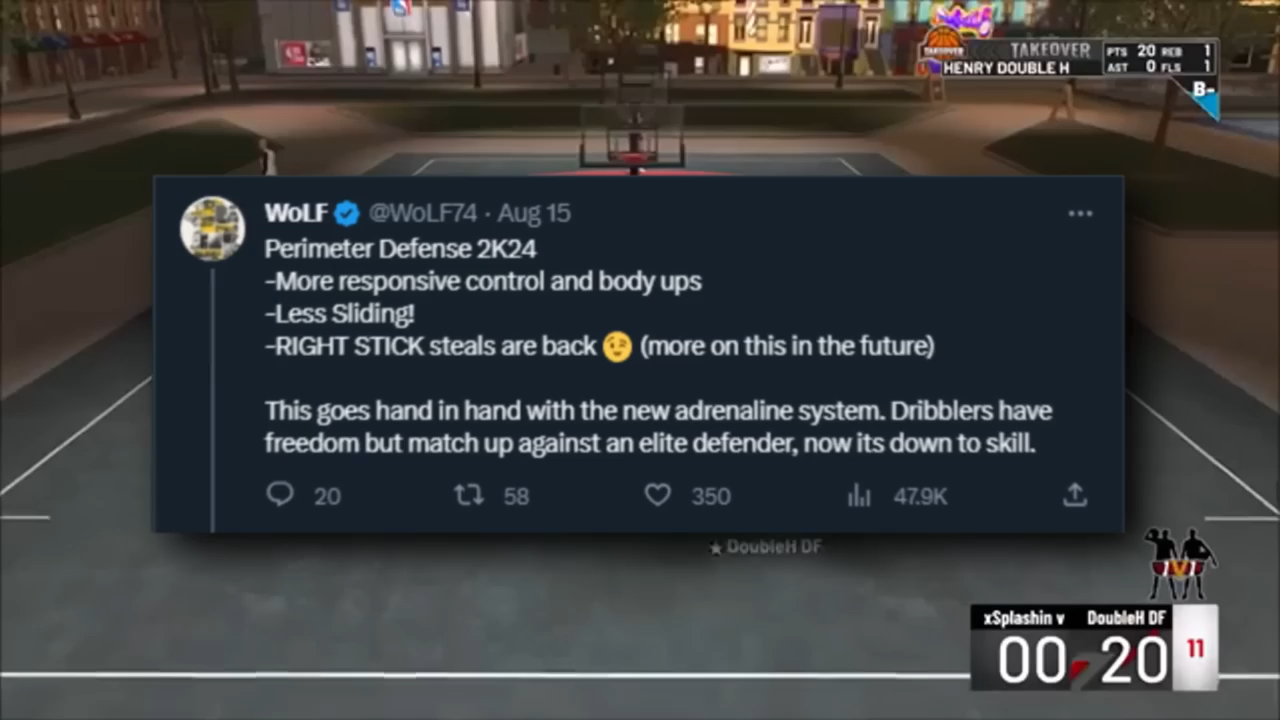 TAKEOVER
TAKEOVER
PTS 20 REB 1
HENRY DOUBLE H
AST 0 FLS 1
B-
WoLF @WoLF74 · Aug 15
Perimeter Defense 2K24
-More responsive control and body ups
-Less Sliding!
-RIGHT STICK steals are back 😉 (more on this in the future)
This goes hand in hand with the new adrenaline system. Dribblers have
freedom but match up against an elite defender, now its down to skill.
20 58 350 47.9K
DoubleH DF
1V1
xSplashin v DoubleH DF
00 20 11